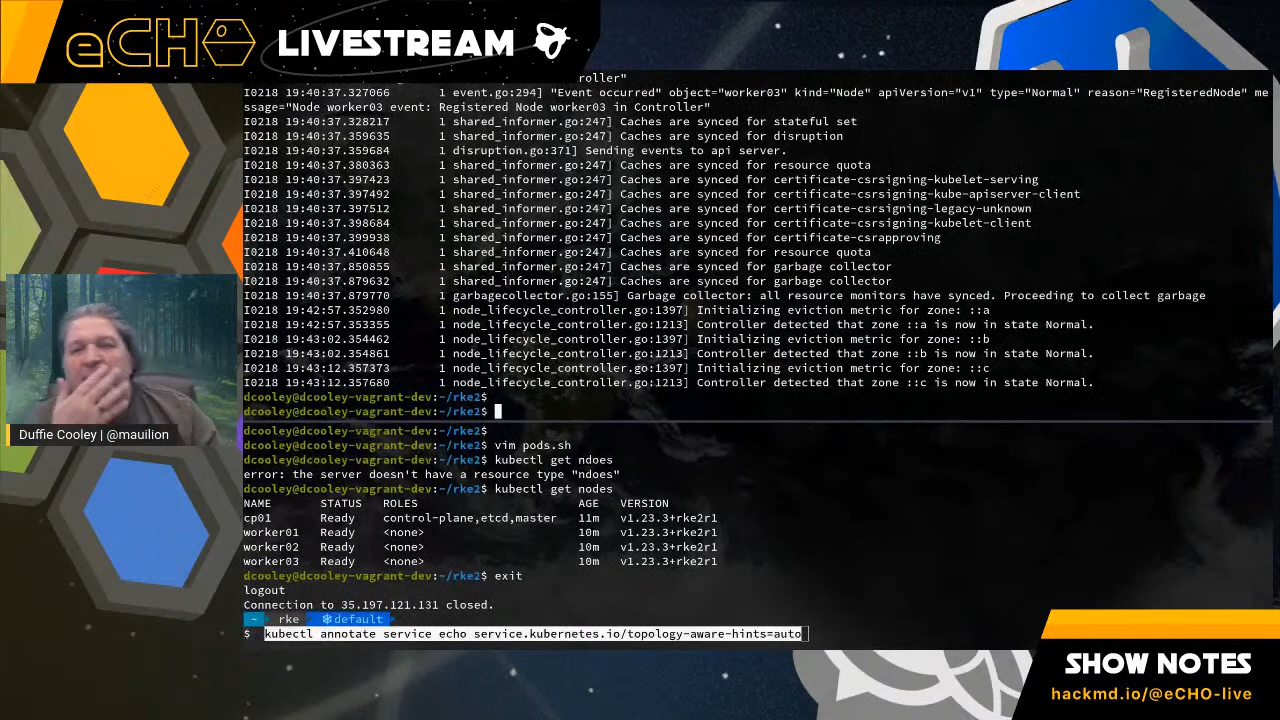 eCHO LIVESTREAM
roller"
I0218 19:40:37.327066 1 event.go:294] "Event occurred" object="worker03" kind="Node" apiVersion="v1" type="Normal" reason="RegisteredNode" me
ssage="Node worker03 event: Registered Node worker03 in Controller"
I0218 19:40:37.328217 1 shared_informer.go:247] Caches are synced for stateful set
I0218 19:40:37.359635 1 shared_informer.go:247] Caches are synced for disruption
I0218 19:40:37.359684 1 disruption.go:371] Sending events to api server.
I0218 19:40:37.380363 1 shared_informer.go:247] Caches are synced for resource quota
I0218 19:40:37.397423 1 shared_informer.go:247] Caches are synced for certificate-csrsigning-kubelet-serving
I0218 19:40:37.397492 1 shared_informer.go:247] Caches are synced for certificate-csrsigning-kube-apiserver-client
I0218 19:40:37.397512 1 shared_informer.go:247] Caches are synced for certificate-csrsigning-legacy-unknown
I0218 19:40:37.398684 1 shared_informer.go:247] Caches are synced for certificate-csrsigning-kubelet-client
I0218 19:40:37.399938 1 shared_informer.go:247] Caches are synced for certificate-csrapproving
I0218 19:40:37.410648 1 shared_informer.go:247] Caches are synced for resource quota
I0218 19:40:37.850855 1 shared_informer.go:247] Caches are synced for garbage collector
I0218 19:40:37.879632 1 shared_informer.go:247] Caches are synced for garbage collector
I0218 19:40:37.879770 1 garbagecollector.go:155] Garbage collector: all resource monitors have synced. Proceeding to collect garbage
I0218 19:42:57.352980 1 node_lifecycle_controller.go:1397] Initializing eviction metric for zone: ::a
I0218 19:42:57.353355 1 node_lifecycle_controller.go:1213] Controller detected that zone ::a is now in state Normal.
I0218 19:43:02.354462 1 node_lifecycle_controller.go:1397] Initializing eviction metric for zone: ::b
I0218 19:43:02.354861 1 node_lifecycle_controller.go:1213] Controller detected that zone ::b is now in state Normal.
I0218 19:43:12.357373 1 node_lifecycle_controller.go:1397] Initializing eviction metric for zone: ::c
I0218 19:43:12.357680 1 node_lifecycle_controller.go:1213] Controller detected that zone ::c is now in state Normal.
dcooley@dcooley-vagrant-dev:~/rke2$
dcooley@dcooley-vagrant-dev:~/rke2$
dcooley@dcooley-vagrant-dev:~/rke2$
dcooley@dcooley-vagrant-dev:~/rke2$ vim pods.sh
dcooley@dcooley-vagrant-dev:~/rke2$ kubectl get ndoes
error: the server doesn't have a resource type "ndoes"
dcooley@dcooley-vagrant-dev:~/rke2$ kubectl get nodes
NAME STATUS ROLES AGE VERSION
cp01 Ready control-plane,etcd,master 11m v1.23.3+rke2r1
worker01 Ready <none> 10m v1.23.3+rke2r1
worker02 Ready <none> 10m v1.23.3+rke2r1
worker03 Ready <none> 10m v1.23.3+rke2r1
dcooley@dcooley-vagrant-dev:~/rke2$ exit
logout
Connection to 35.197.121.131 closed.
~ rke ⎈default
$ kubectl annotate service echo service.kubernetes.io/topology-aware-hints=auto
Duffie Cooley | @mauilion
SHOW NOTES
hackmd.io/@eCHO-live